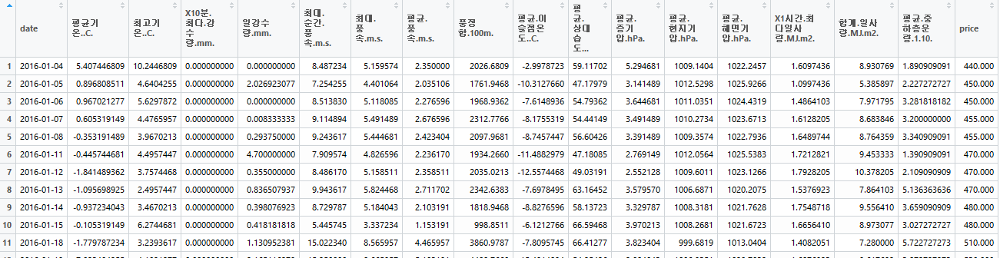 date 평균기온..C. 최고기온..C. X10분.최다.강수량.mm. 일강수량.mm. 최대.순간.풍속.m.s. 최대.풍속.m.s. 평균.풍속.m.s. 풍정합.100m. 평균.이슬점온도..C. 평균.상대습도... 평균.증기압.hPa. 평균.현지기압.hPa. 평균.해면기압.hPa. X1시간.최다일사량.MJ.m2. 합계.일사량.MJ.m2. 평균.중하층운량.1.10. price
1 2016-01-04 5.407446809 10.2446809 0.000000000 0.000000000 8.487234 5.159574 2.350000 2026.6809 -2.9978723 59.11702 5.294681 1009.1404 1022.2457 1.6097436 8.930769 1.890909091 440.000
2 2016-01-05 0.896808511 4.6404255 0.000000000 2.026923077 7.254255 4.401064 2.035106 1761.9468 -10.3127660 47.17979 3.141489 1012.5298 1025.9266 1.0997436 5.385897 2.227272727 450.000
3 2016-01-06 0.967021277 5.6297872 0.000000000 0.000000000 8.513830 5.118085 2.276596 1968.9362 -7.6148936 54.79362 3.644681 1011.0351 1024.4319 1.4864103 7.971795 3.281818182 450.000
4 2016-01-07 0.605319149 4.4765957 0.000000000 0.008333333 9.114894 5.491489 2.676596 2312.7766 -8.1755319 54.44149 3.491489 1010.2734 1023.6713 1.6128205 8.683846 3.200000000 455.000
5 2016-01-08 -0.353191489 3.9670213 0.000000000 0.293750000 9.243617 5.444681 2.423404 2097.9681 -8.7457447 56.60426 3.391489 1009.3574 1022.7936 1.6489744 8.764359 3.340909091 455.000
6 2016-01-11 -0.445744681 4.4957447 0.000000000 4.700000000 7.909574 4.826596 2.236170 1934.2660 -11.4882979 47.18085 2.769149 1012.0564 1025.5383 1.7212821 9.453333 1.390909091 470.000
7 2016-01-12 -1.841489362 3.7574468 0.000000000 0.355000000 8.486170 5.158511 2.358511 2035.0213 -12.5574468 49.03191 2.552128 1009.6011 1023.1266 1.7928205 10.378205 2.109090909 470.000
8 2016-01-13 -1.095698925 2.4957447 0.000000000 0.836507937 9.943617 5.824468 2.711702 2342.6383 -7.6978495 63.16452 3.579570 1006.6871 1020.2075 1.5376923 7.864103 5.136363636 470.000
9 2016-01-14 -0.937234043 3.4670213 0.000000000 0.398076923 8.729787 5.184043 2.103191 1818.9468 -8.8276596 58.13723 3.329787 1008.3181 1021.7628 1.7548718 9.556410 3.659090909 480.000
10 2016-01-15 -0.105319149 6.2744681 0.000000000 0.418181818 5.445745 3.337234 1.153191 998.8511 -6.1212766 66.59468 3.970213 1008.2681 1021.6723 1.6656410 8.973077 3.027272727 480.000
11 2016-01-18 -1.779787234 3.2393617 0.000000000 1.130952381 15.022340 8.565957 4.465957 3860.9787 -7.8095745 66.41277 3.823404 999.6819 1013.0404 1.4082051 7.280000 5.722727273 510.000